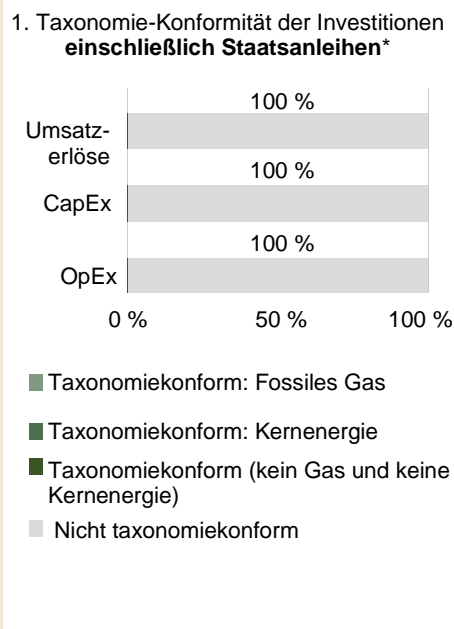 1. Taxonomie-Konformität der Investitionen
einschließlich Staatsanleihen*
100 %
Umsatz-
erlöse
100 %
CapEx
100 %
OpEx
0 % 50 % 100 %
Taxonomiekonform: Fossiles Gas
Taxonomiekonform: Kernenergie
Taxonomiekonform (kein Gas und keine
Kernenergie)
Nicht taxonomiekonform